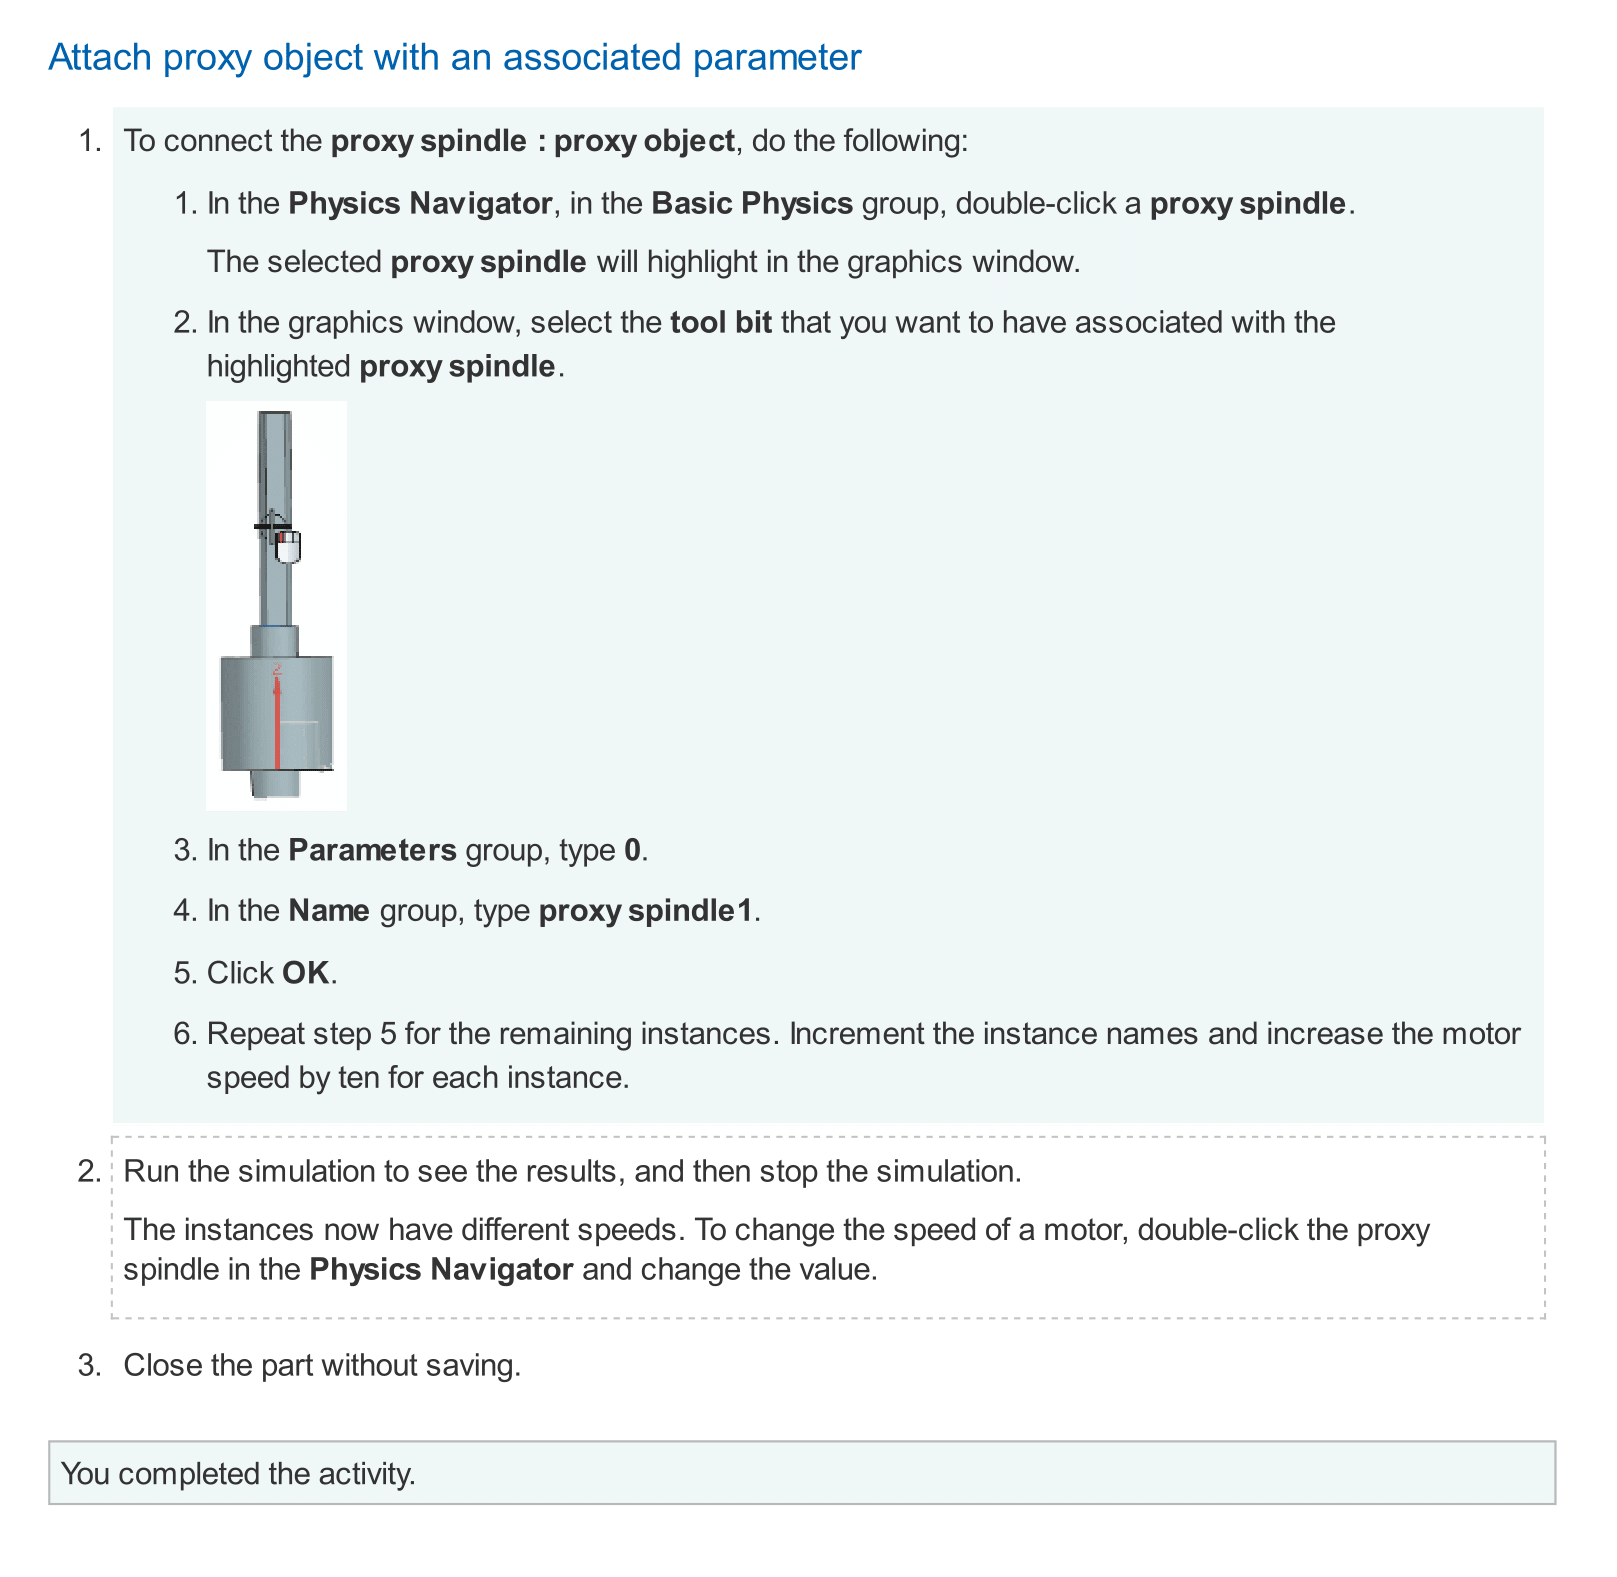 Attach proxy object with an associated parameter
1. To connect the proxy spindle : proxy object, do the following:
1. In the Physics Navigator, in the Basic Physics group, double-click a proxy spindle.
The selected proxy spindle will highlight in the graphics window.
2. In the graphics window, select the tool bit that you want to have associated with the
highlighted proxy spindle.
3. In the Parameters group, type 0.
4. In the Name group, type proxy spindle1.
5. Click OK.
6. Repeat step 5 for the remaining instances. Increment the instance names and increase the motor
speed by ten for each instance.
2. Run the simulation to see the results, and then stop the simulation.
The instances now have different speeds. To change the speed of a motor, double-click the proxy
spindle in the Physics Navigator and change the value.
3. Close the part without saving.
You completed the activity.